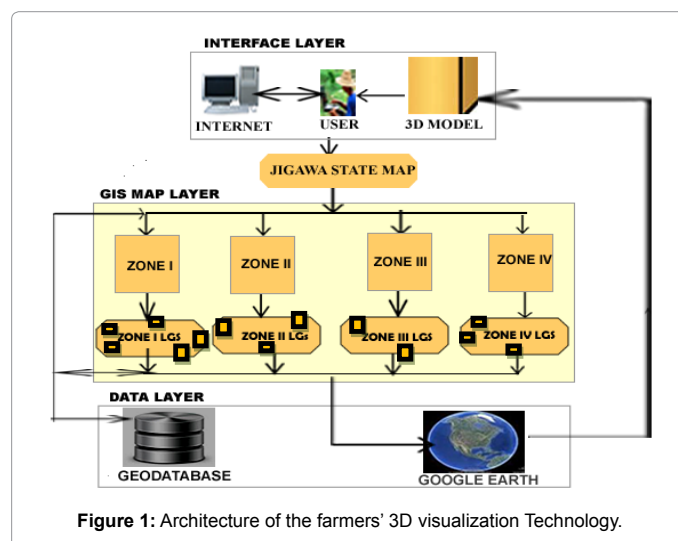 INTERFACE LAYER
INTERNET
USER
3D MODEL
JIGAWA STATE MAP
GIS MAP LAYER
ZONE I
ZONE II
ZONE III
ZONE IV
ZONE I LGS
ZONE II LGs
ZONE III LGS
ZONE IV LGS
DATA LAYER
GEODATABASE
GOOGLE EARTH
Figure 1: Architecture of the farmers' 3D visualization Technology.